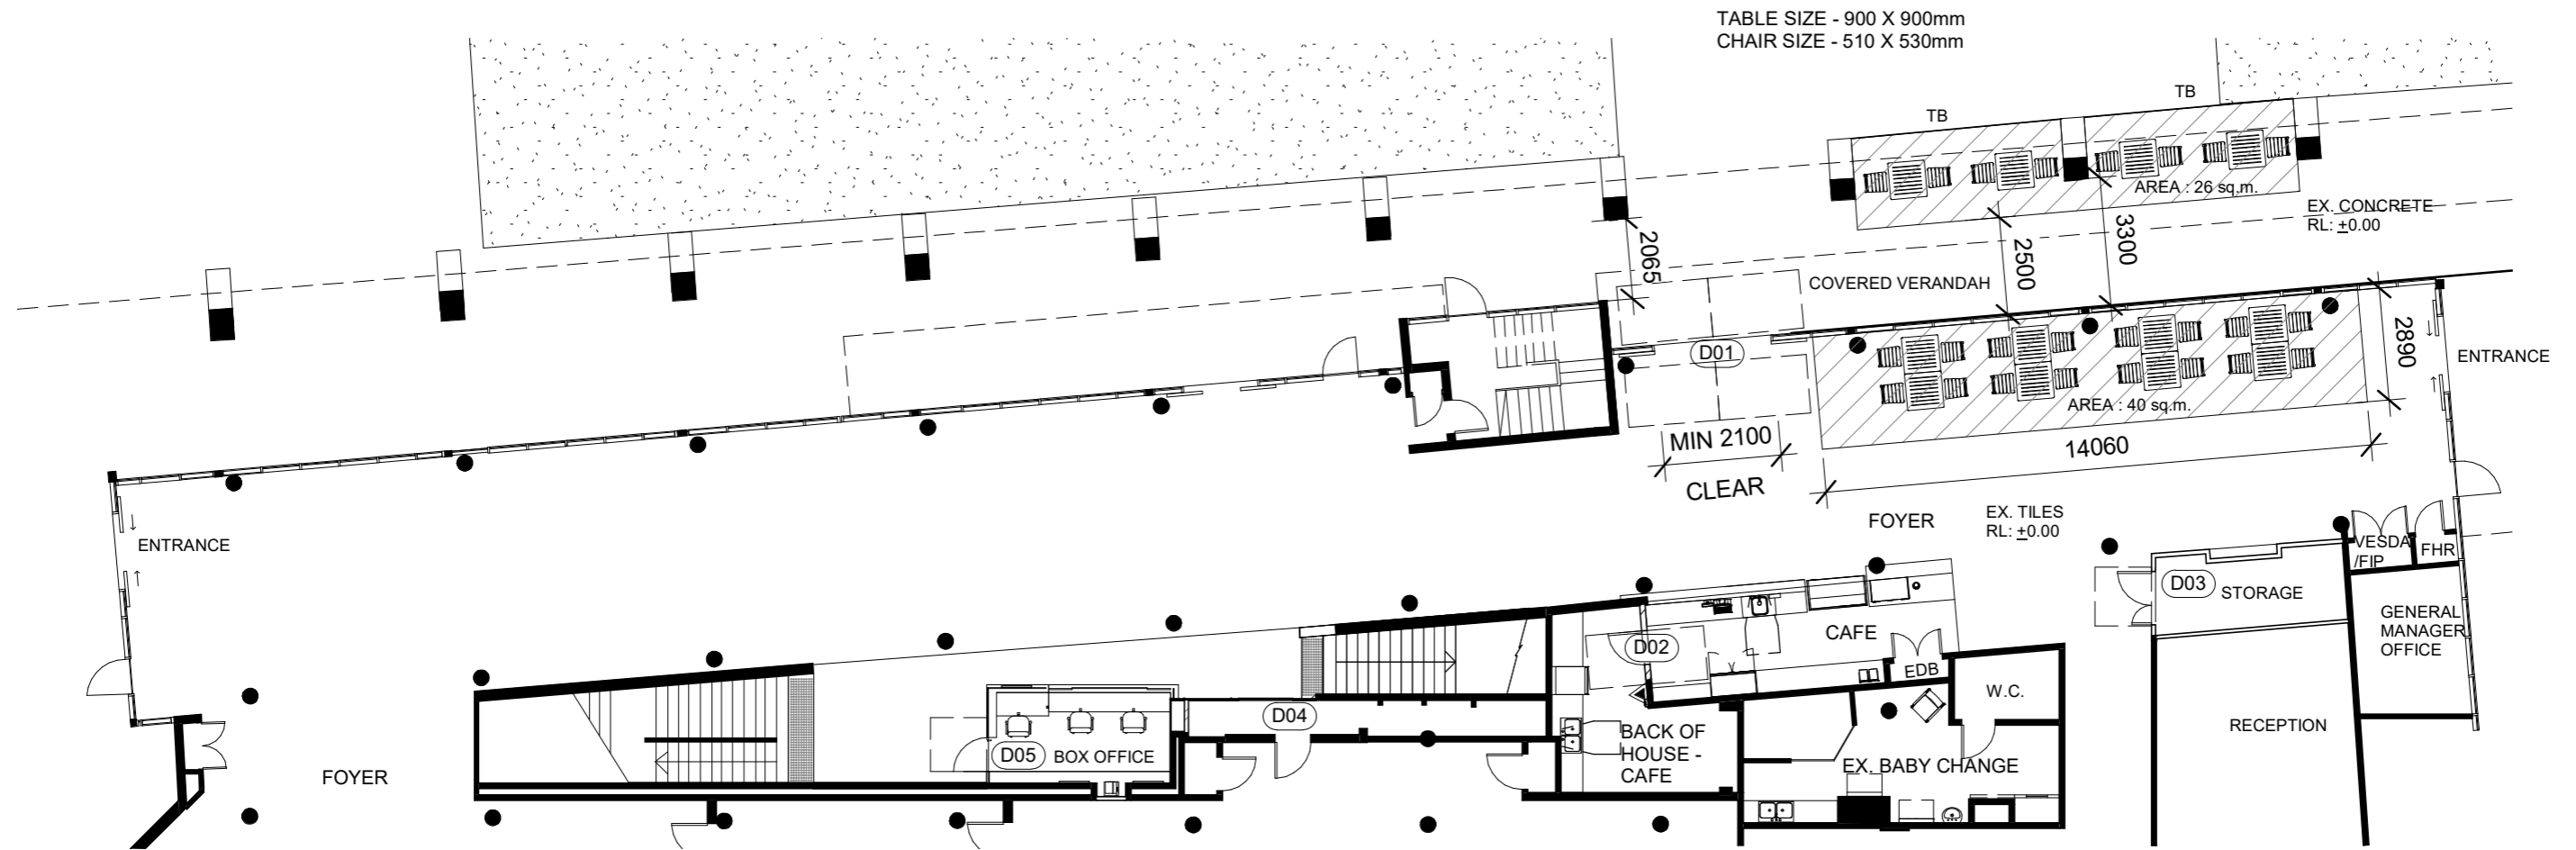 TABLE SIZE - 900 X 900mm
CHAIR SIZE - 510 X 530mm
TB
TB
AREA : 26 sq.m.
EX. CONCRETE
RL: ±0.00
2065
2500
3300
COVERED VERANDAH
D01
2890
ENTRANCE
AREA : 40 sq.m.
MIN 2100
CLEAR
14060
FOYER
EX. TILES
RL: ±0.00
ENTRANCE
VESDA
/FIP
FHR
D03
STORAGE
GENERAL
MANAGER
OFFICE
CAFE
D02
EDB
W.C.
D04
RECEPTION
BACK OF
HOUSE -
CAFE
D05
BOX OFFICE
EX. BABY CHANGE
FOYER